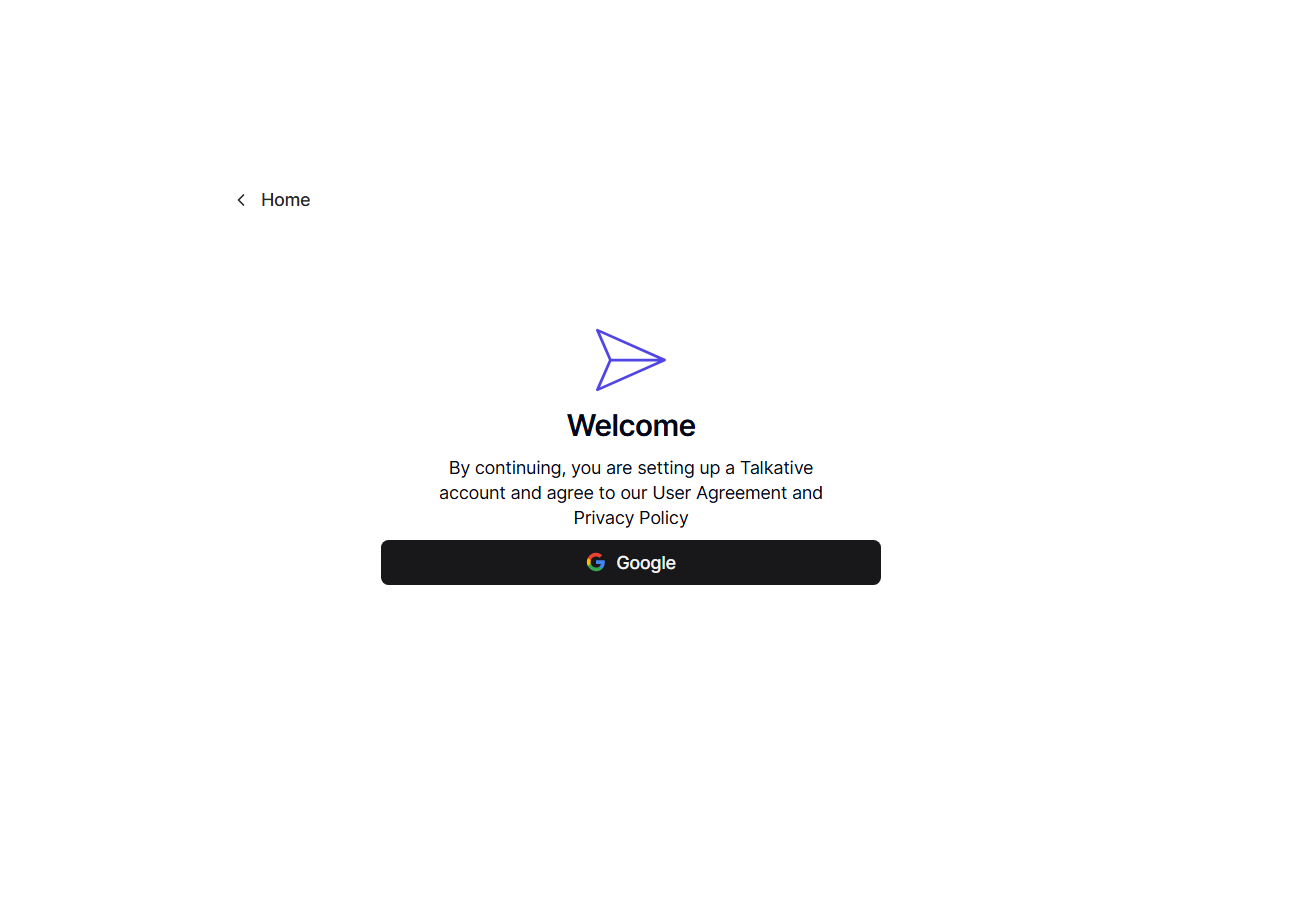 Home
Welcome
By continuing, you are setting up a Talkative
account and agree to our User Agreement and
Privacy Policy
Google